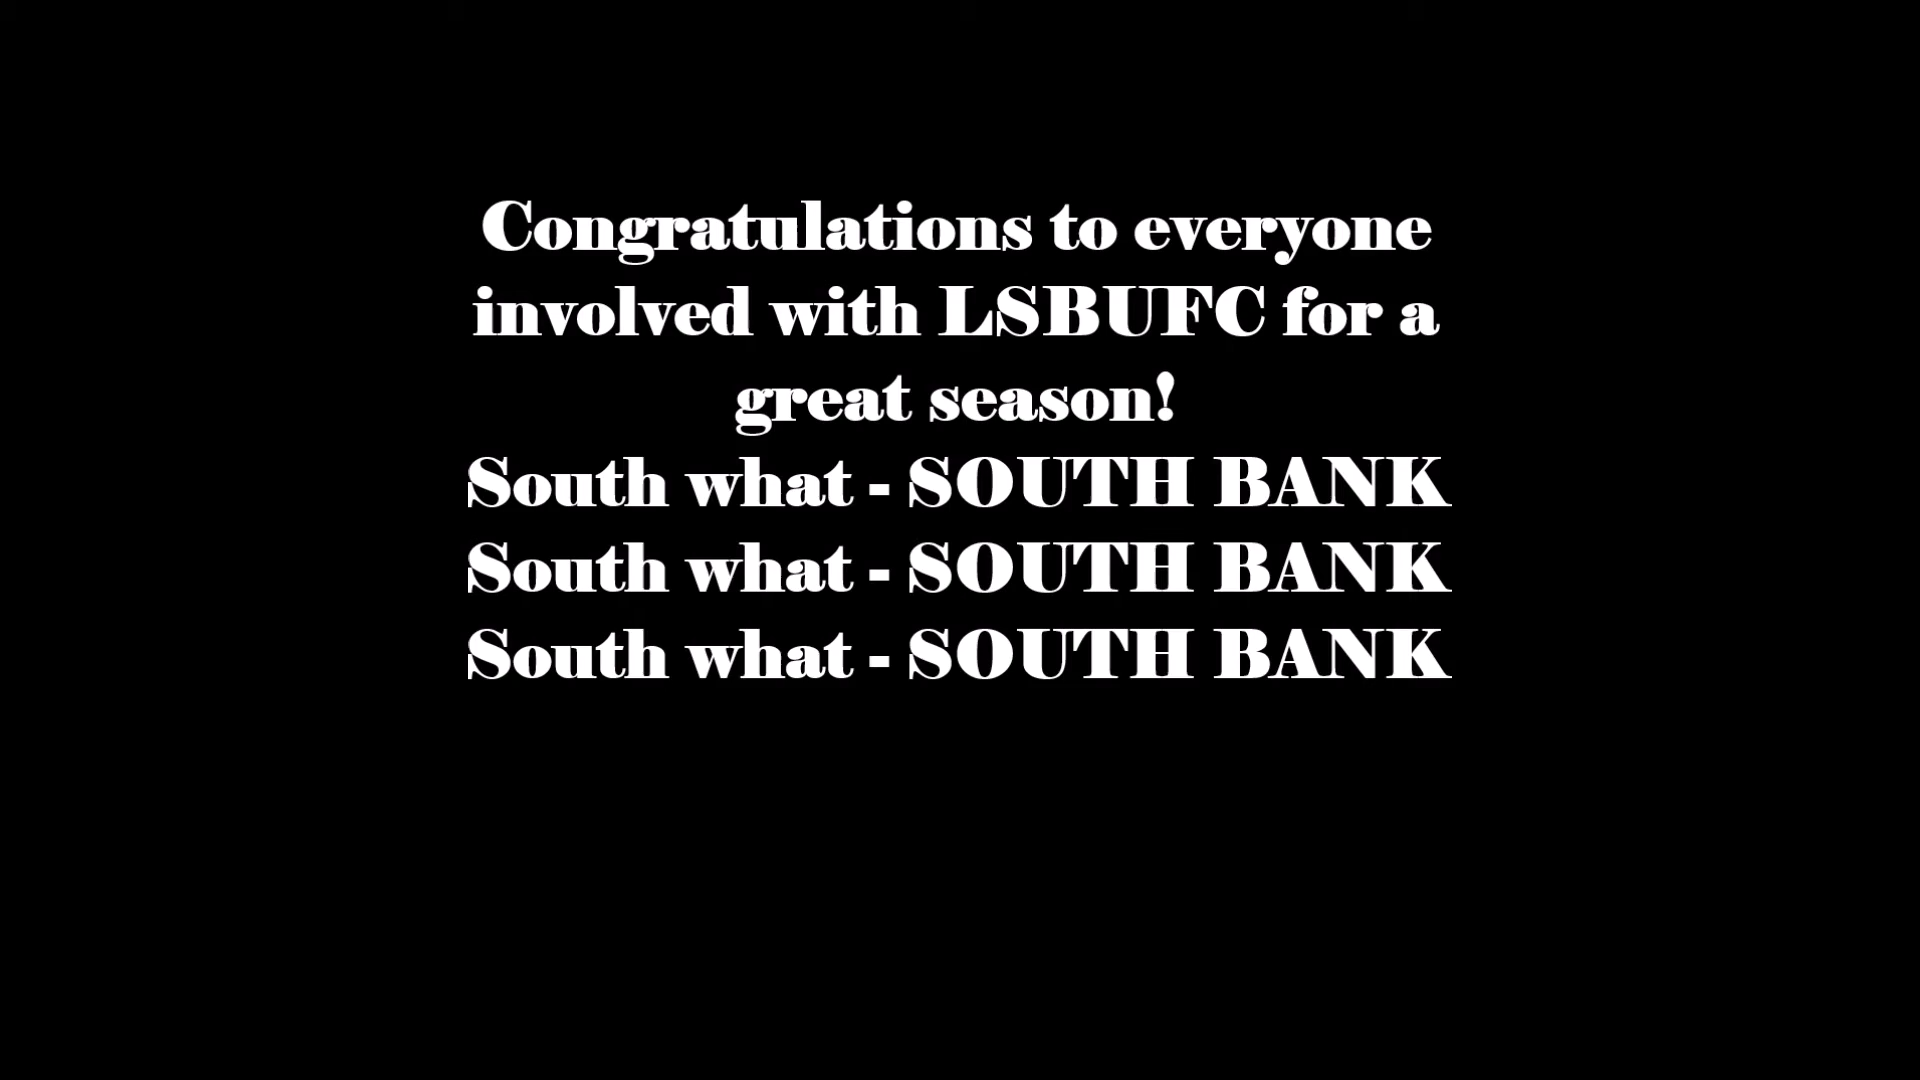 Congratulations to everyone
involved with LSBUFC for a
great season!
South what - SOUTH BANK
South what - SOUTH BANK
South what - SOUTH BANK